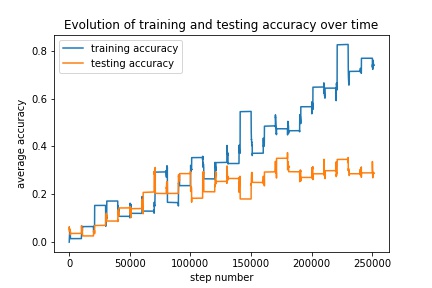 Evolution of training and testing accuracy over time
training accuracy
testing accuracy
0.8
0.6
0.4
0.2
0.0
average accuracy
0 50000 100000 150000 200000 250000
step number